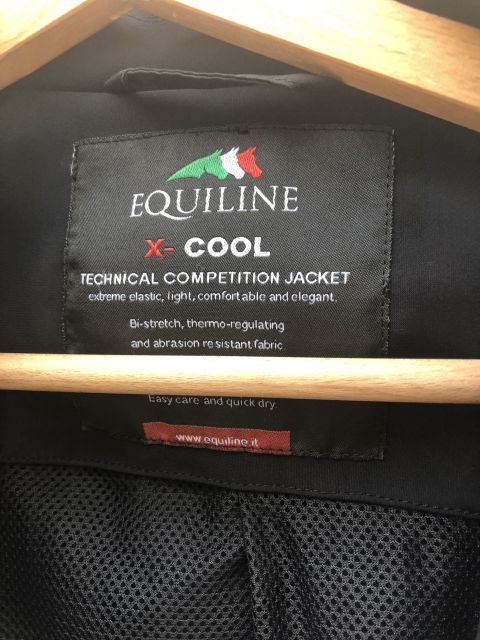 EQUILINE
X- COOL
TECHNICAL COMPETITION JACKET
extreme elastic, light, comfortable and elegant.
Bi-stretch, thermo-regulating
and abrasion resistant fabric
Easy care and quick dry.
www.equiline.it